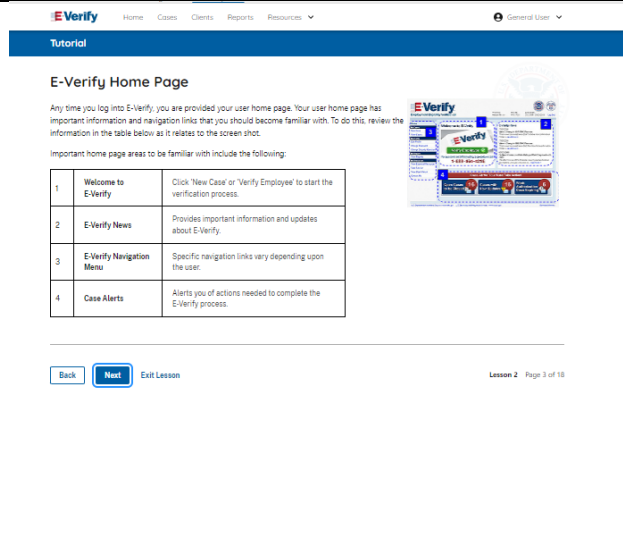 E-Verify Home Cases Clients Reports Resources General User
Tutorial
E-Verify Home Page
Any time you log into E-Verify, you are provided your user home page. Your user home page has
important information and navigation links that you should become familiar with. To do this, review the
information in the table below as it relates to the screen shot.
Important home page areas to be familiar with include the following:
1 Welcome to E-Verify Click 'New Case' or 'Verify Employee' to start the
verification process.
2 E-Verify News Provides important information and updates
about E-Verify.
3 E-Verify Navigation Menu Specific navigation links vary depending upon
the user.
4 Case Alerts Alerts you of actions needed to complete the
E-Verify process.
E-Verify
1
2
3
E-Verify
4
Back Next Exit Lesson Lesson 2 Page 3 of 18